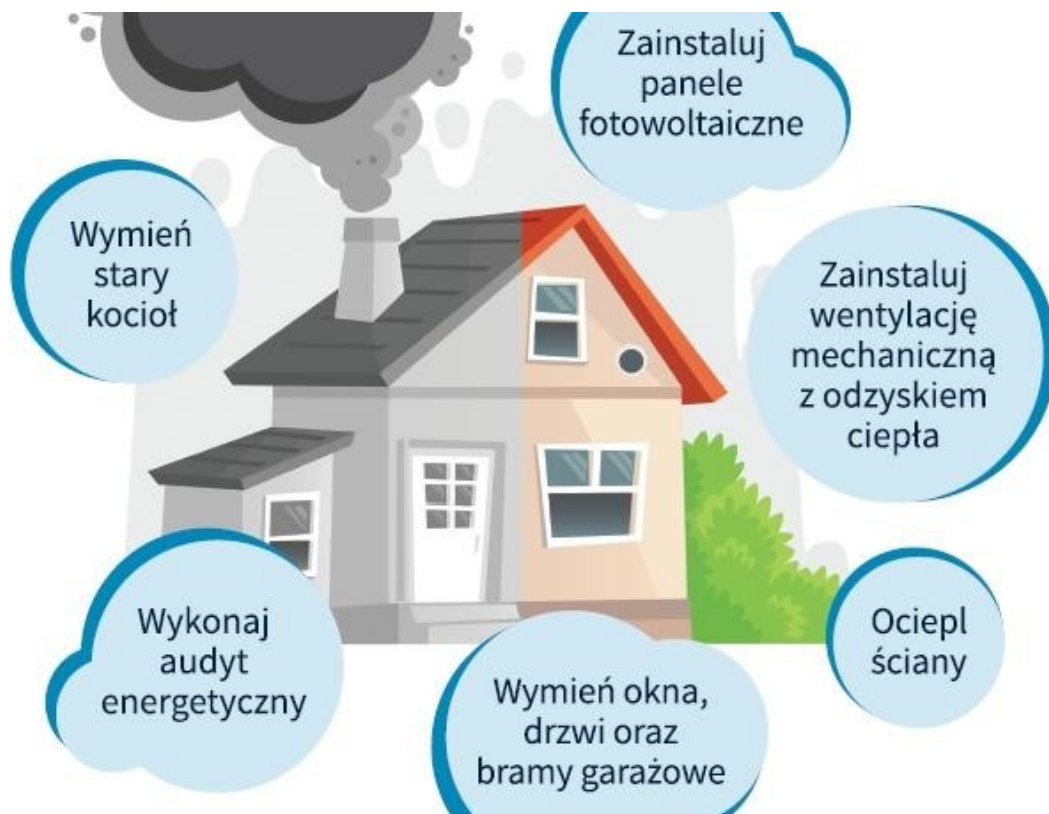 Zainstaluj
panele
fotowoltaiczne
Wymień
stary
kocioł
Zainstaluj
wentylację
mechaniczną
z odzyskiem
ciepła
Wykonaj
audyt
energetyczny
Wymień okna,
drzwi oraz
bramy garażowe
Ociepl
ściany